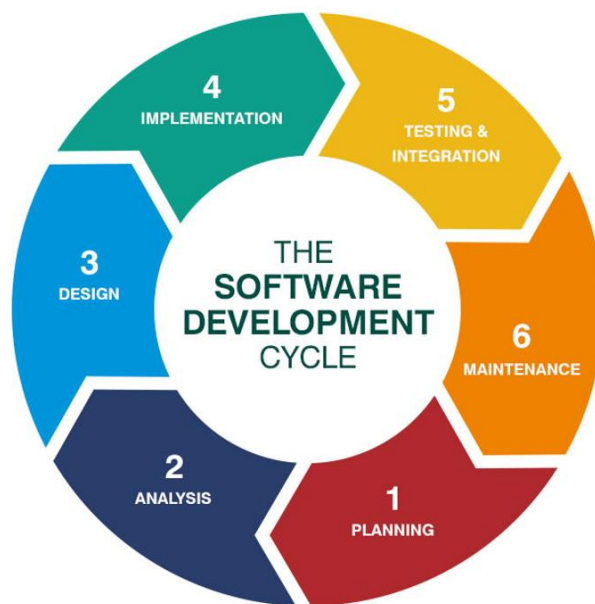 THE
SOFTWARE
DEVELOPMENT
CYCLE
1
PLANNING
2
ANALYSIS
3
DESIGN
4
IMPLEMENTATION
5
TESTING &
INTEGRATION
6
MAINTENANCE